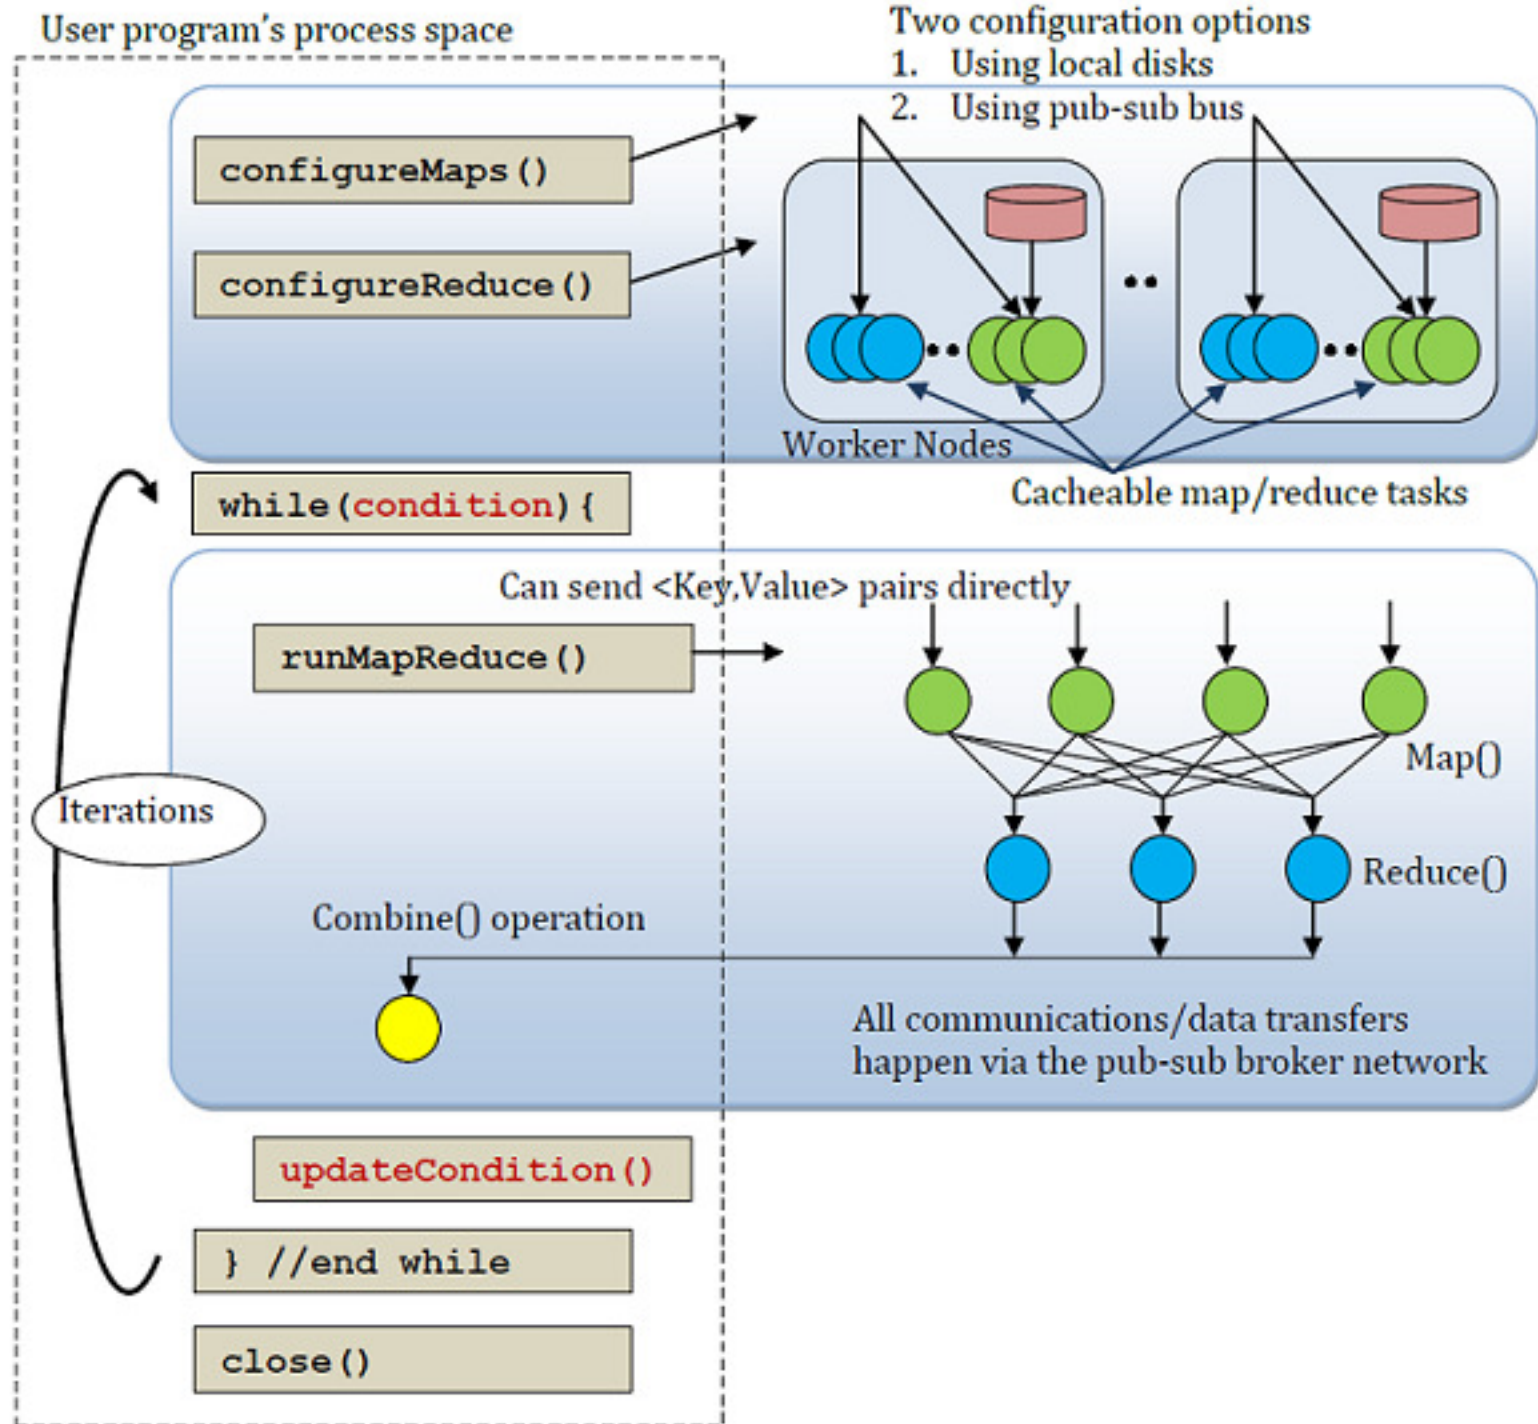 User program's process space
Two configuration options
1. Using local disks
2. Using pub-sub bus
configureMaps()
configureReduce()
Worker Nodes
Cacheable map/reduce tasks
while(condition){
Can send <Key,Value> pairs directly
runMapReduce()
Map()
Iterations
Reduce()
Combine() operation
All communications/data transfers
happen via the pub-sub broker network
updateCondition()
} //end while
close()